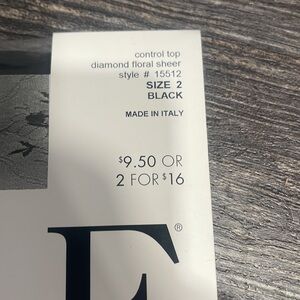 control top
diamond floral sheer
style # 15512
SIZE 2
BLACK
MADE IN ITALY
$9.50 OR
2 FOR $16
E®